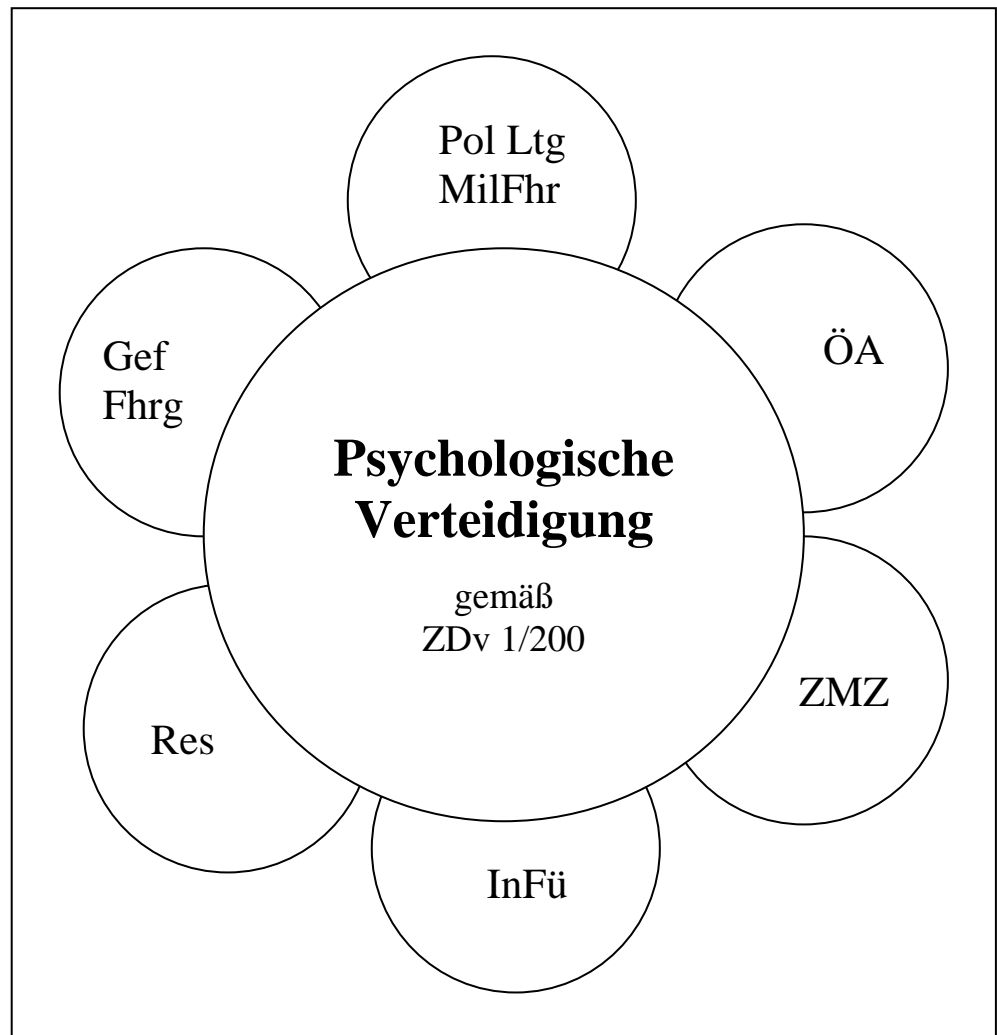 Pol Ltg
MilFhr
Gef
Fhrg
ÖA
Psychologische
Verteidigung
gemäß
ZDv 1/200
ZMZ
Res
InFü